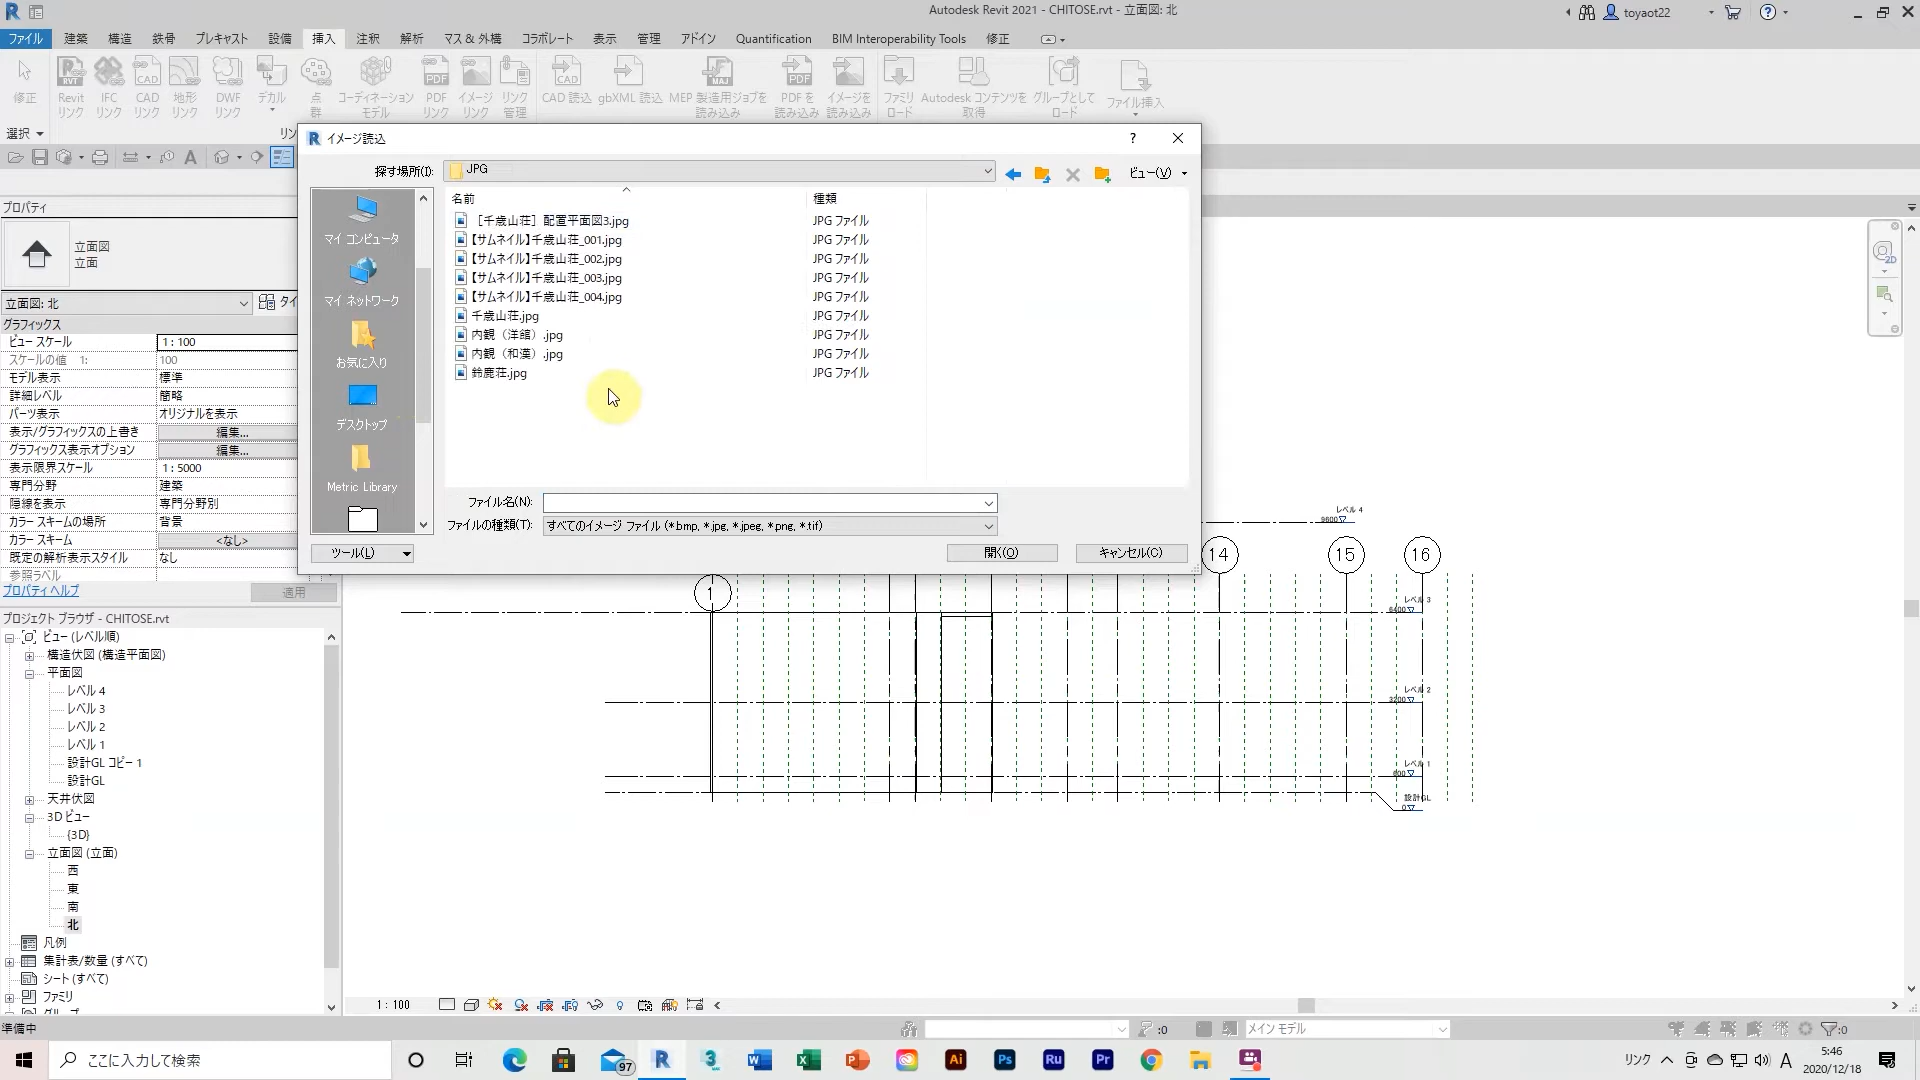 Autodesk Revit 2021 - CHITOSE.rvt - 立面図: 北
toyaot22
ファイル 建築 構造 鉄骨 プレキャスト 設備 挿入 注釈 解析 マス & 外構 コラボレート 表示 管理 アドイン Quantification BIM Interoperability Tools 修正
修正
Revit リンク
IFC リンク
CAD リンク
地形 リンク
DWF リンク
デカル
点 群
コーディネーション モデル
PDF リンク
イメージ リンク
リンク 管理
CAD 読込
gbXML 読込
MEP 製造用ジョブを 読み込み
PDF を 読み込み
イメージを 読み込み
ファミリ ロード
Autodesk コンテンツを 取得
グループとして ロード
ファイル挿入
選択
リン
イメージ読込
探す場所(I):
JPG
ビュー(V)
マイ コンピュータ
マイ ネットワーク
お気に入り
デスクトップ
Metric Library
名前 種類
［千歳山荘］配置平面図3.jpg JPG ファイル
【サムネイル】千歳山荘_001.jpg JPG ファイル
【サムネイル】千歳山荘_002.jpg JPG ファイル
【サムネイル】千歳山荘_003.jpg JPG ファイル
【サムネイル】千歳山荘_004.jpg JPG ファイル
千歳山荘.jpg JPG ファイル
内観（洋館）.jpg JPG ファイル
内観（和漢）.jpg JPG ファイル
鈴鹿荘.jpg JPG ファイル
ファイル名(N):
ファイルの種類(T): すべてのイメージ ファイル (*.bmp, *.jpg, *.jpeg, *.png, *.tif)
ツール(L) 開く(O) キャンセル(C)
プロパティ
立面図
立面
立面図: 北 タイ
グラフィックス
ビュー スケール 1 : 100
スケールの値 1: 100
モデル表示 標準
詳細レベル 簡略
パーツ表示 オリジナルを表示
表示/グラフィックスの上書き 編集...
グラフィックス表示オプション 編集...
表示限界スケール 1 : 5000
専門分野 建築
隠線を表示 専門分野別
カラー スキームの場所 背景
カラー スキーム <なし>
既定の解析表示スタイル なし
参照ラベル
プロパティ ヘルプ 適用
プロジェクト ブラウザ - CHITOSE.rvt
ビュー (レベル順)
構造伏図 (構造平面図)
平面図
レベル 4
レベル 3
レベル 2
レベル 1
設計GL コピー 1
設計GL
天井伏図
3D ビュー
{3D}
立面図 (立面)
西
東
南
北
凡例
集計表/数量 (すべて)
シート (すべて)
ファミリ
グループ
2D
レベル 4
9600
1 14 15 16
レベル 3
6400
レベル 2
3200
レベル 1
600
設計GL
0
1 : 100
準備中
:0
メイン モデル
:0
ここに入力して検索
97
リンク
A
5:46
2020/12/18